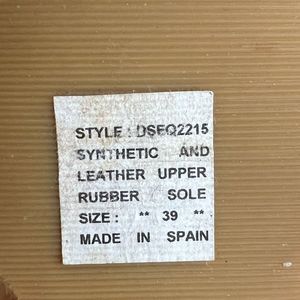 STYLE : DSEQ2215
SYNTHETIC AND
LEATHER UPPER
RUBBER SOLE
SIZE : ** 39 **
MADE IN SPAIN